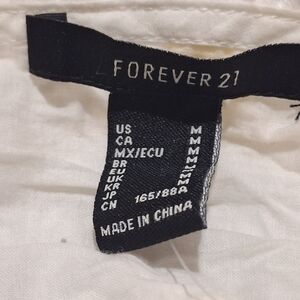 FOREVER 21
US M
CA M
MX/ECU M
BR M
EU M
UK M
KR M
JP M
CN 165/88A
MADE IN CHINA